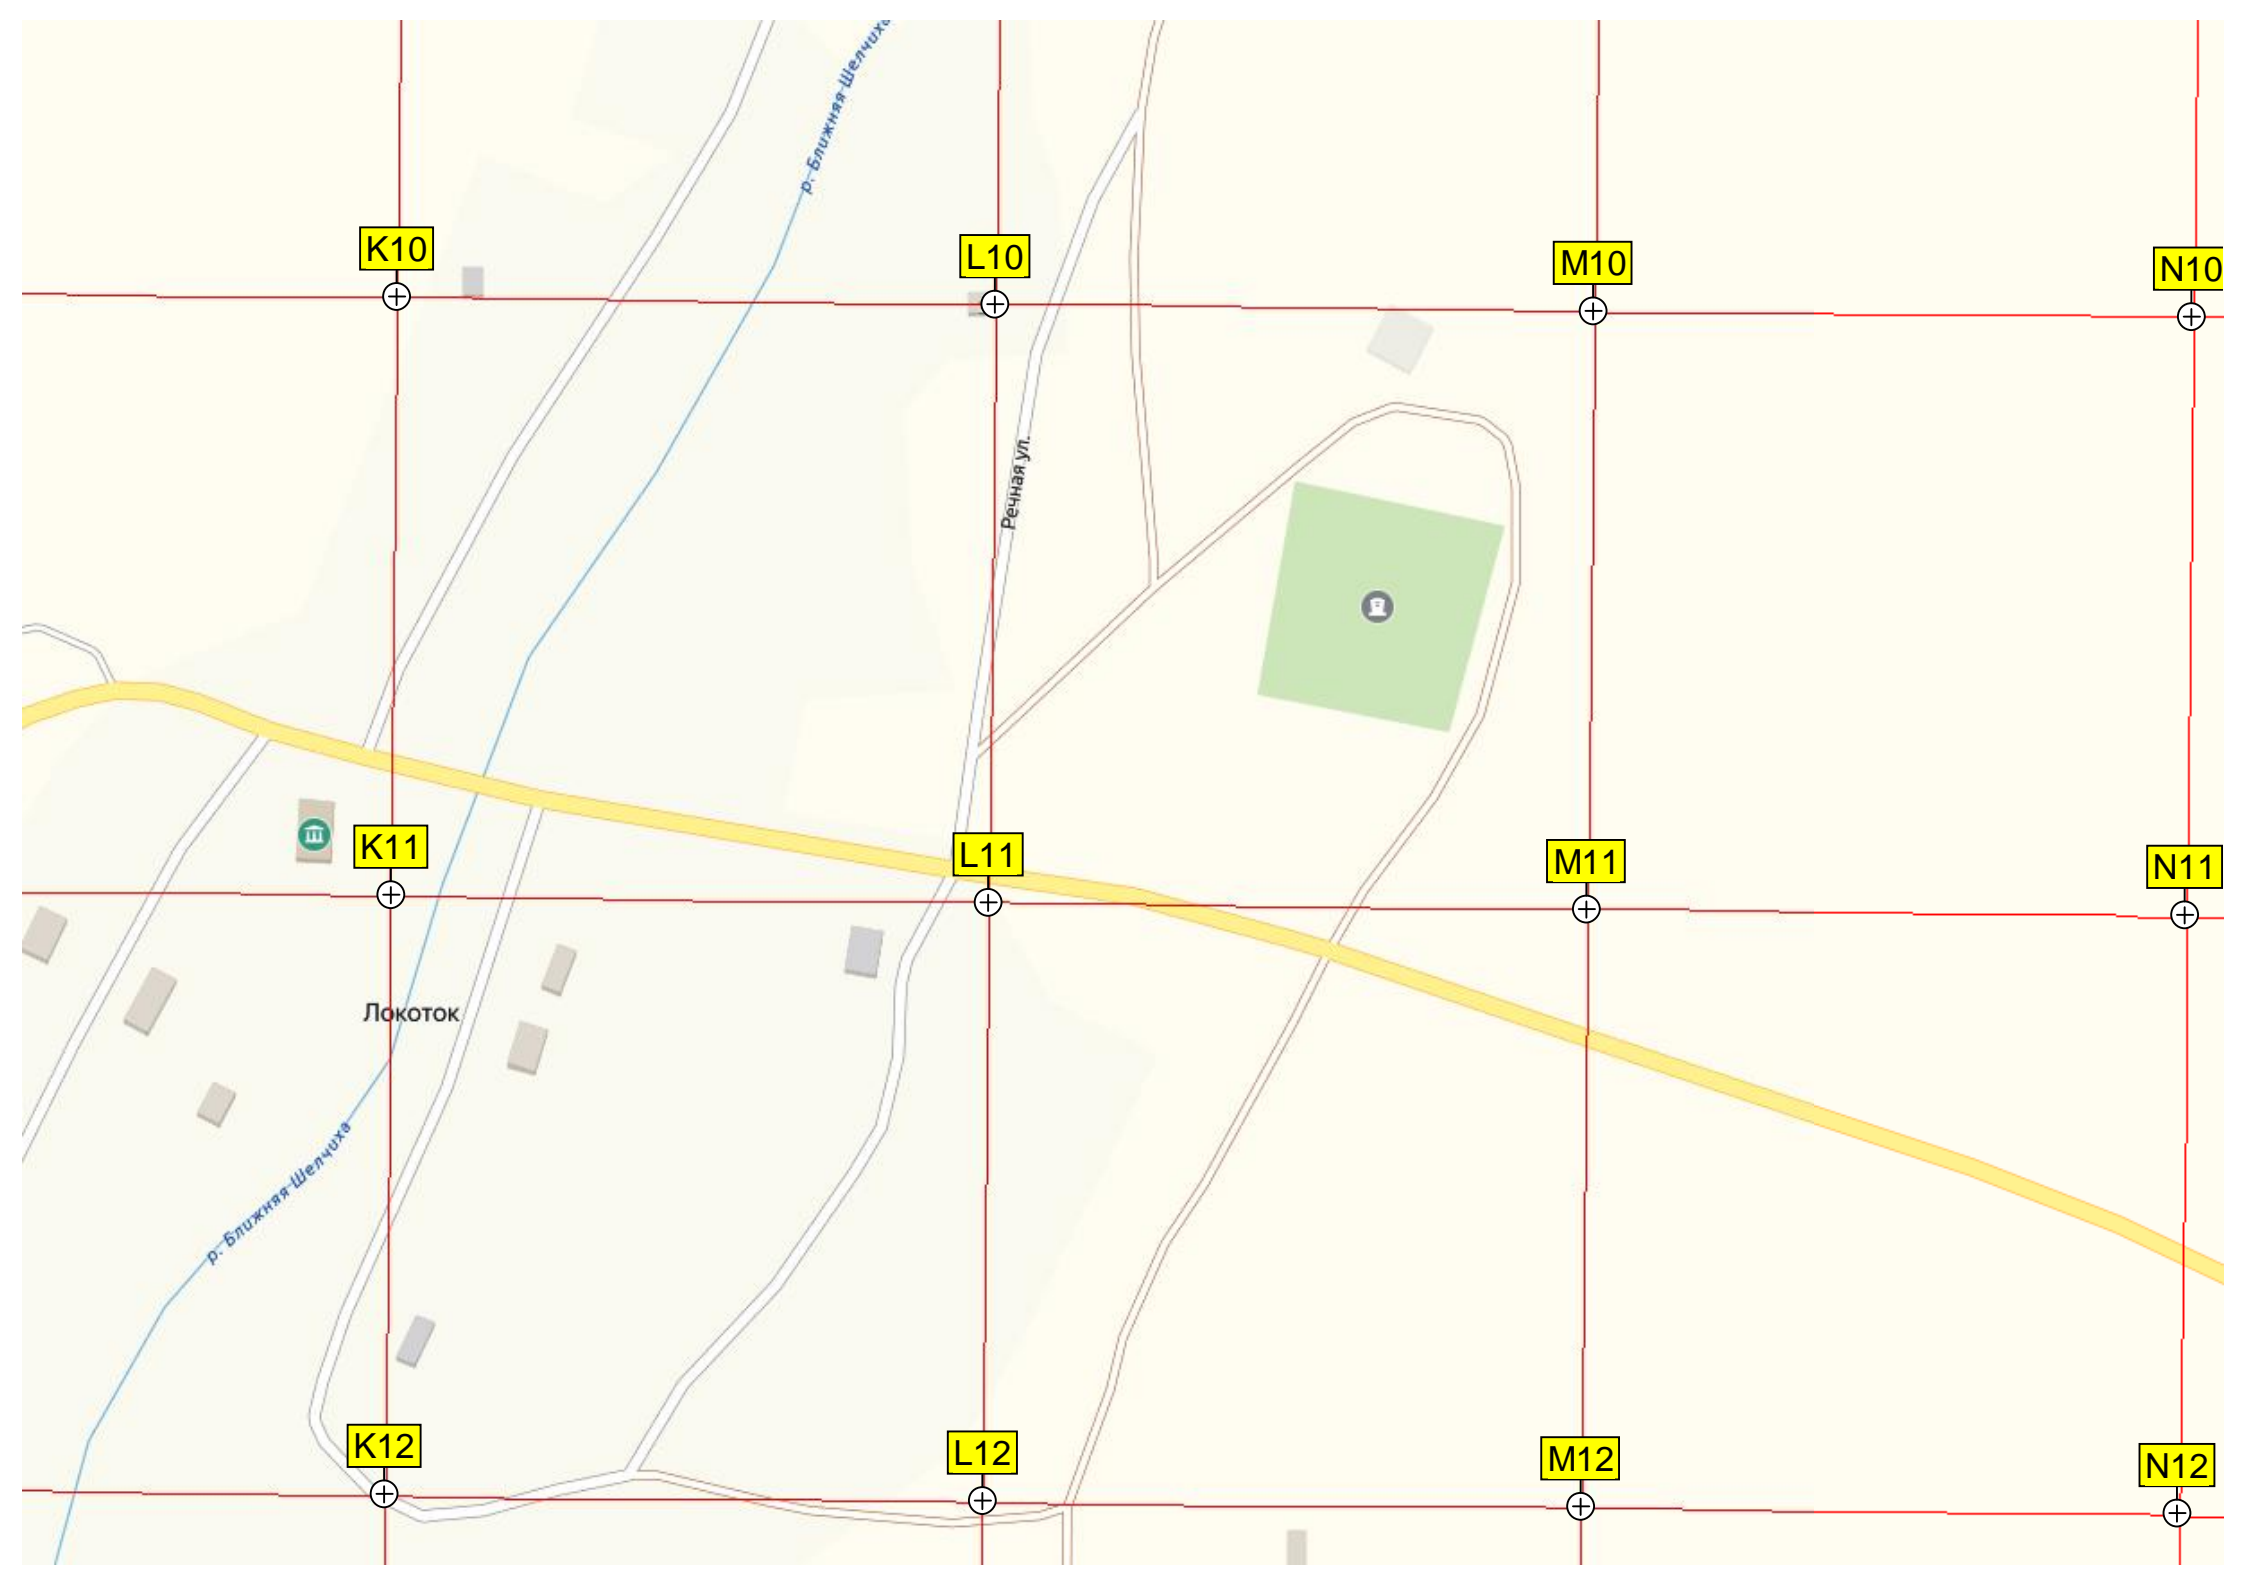 р. Ближняя Шелчиха
K10
L10
M10
N10
Речная ул.
K11
L11
M11
N11
Локоток
р. Ближняя Шелчиха
K12
L12
M12
N12